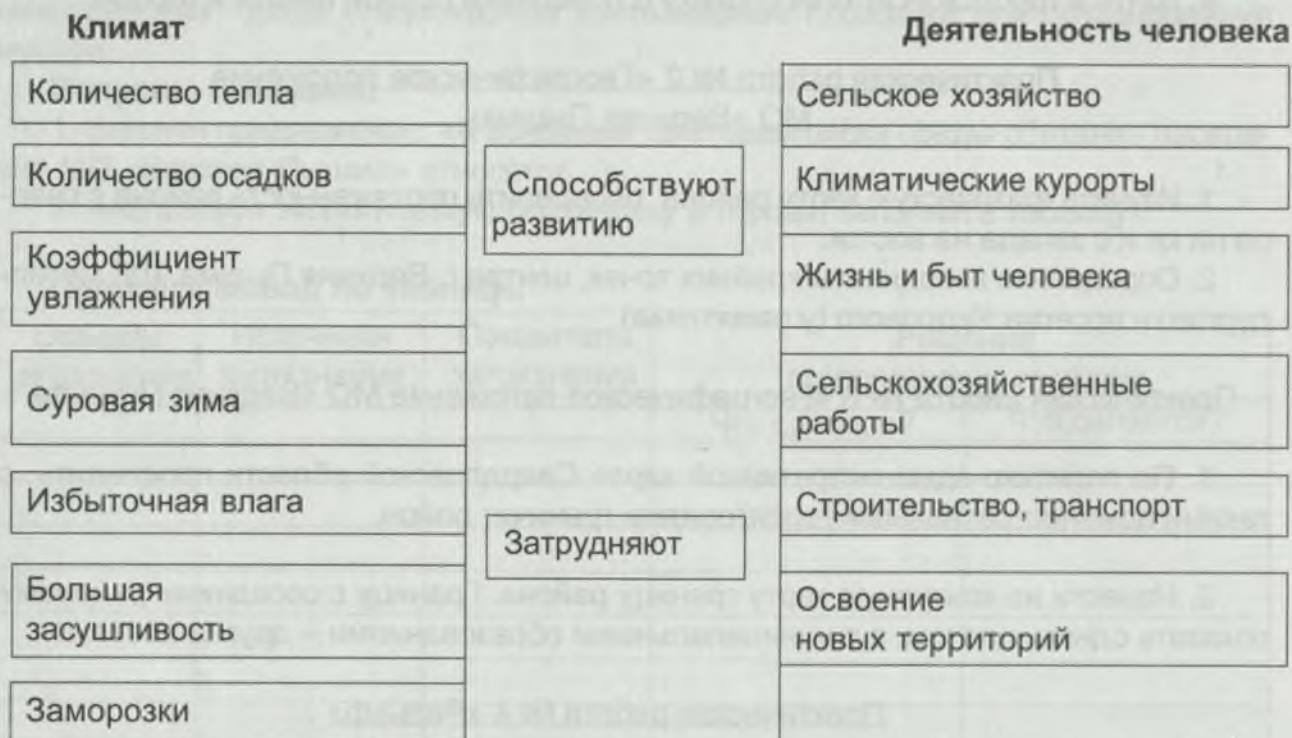 Климат
Деятельность человека
Количество тепла
Количество осадков
Коэффициент
увлажнения
Суровая зима
Избыточная влага
Большая
засушливость
Заморозки
Способствуют
развитию
Затрудняют
Сельское хозяйство
Климатические курорты
Жизнь и быт человека
Сельскохозяйственные
работы
Строительство, транспорт
Освоение
новых территорий